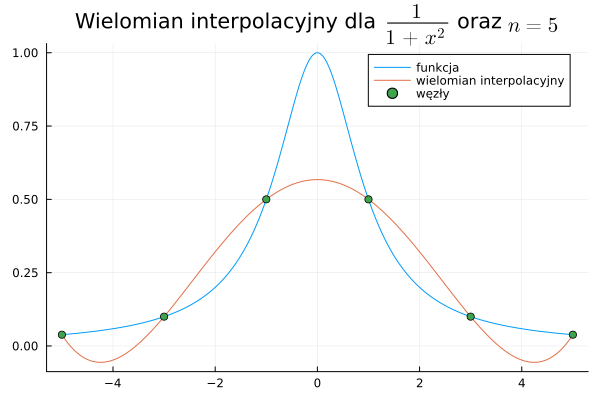 Wielomian interpolacyjny dla 1/(1 + x²) oraz n = 5
1.00
funkcja
wielomian interpolacyjny
węzły
0.75
0.50
0.25
0.00
−4 −2 0 2 4